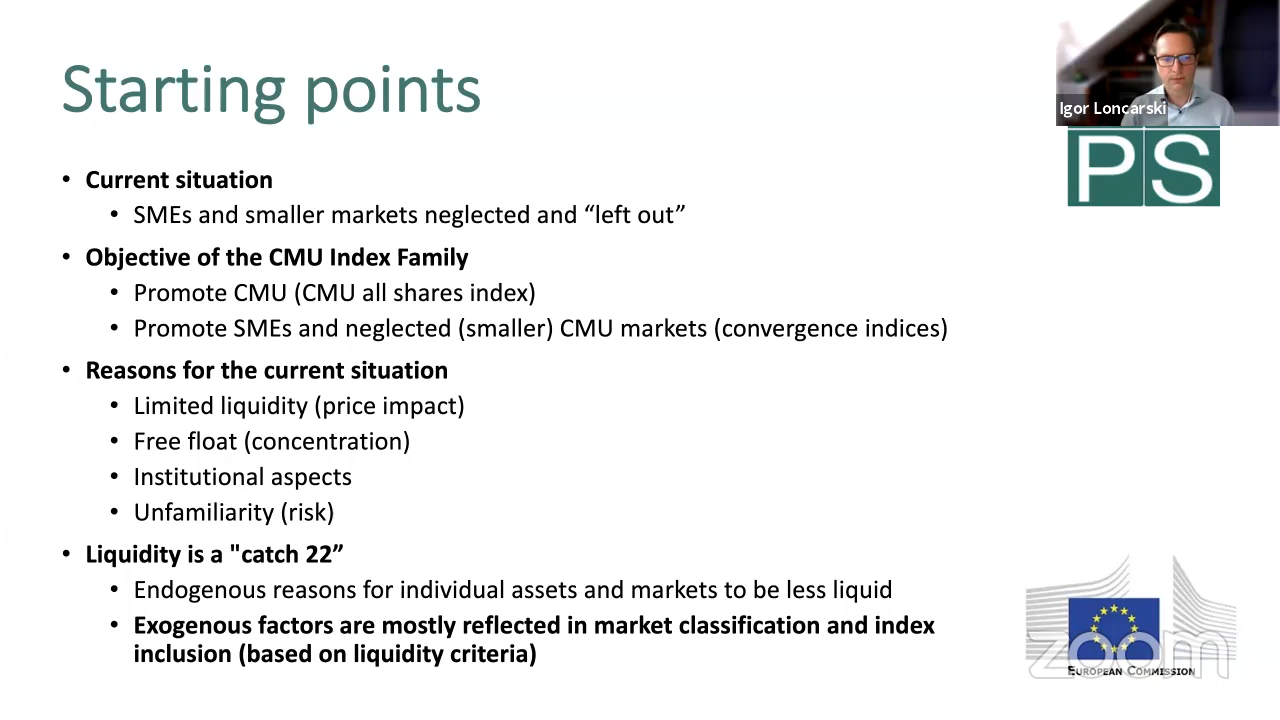 Starting points
Igor Loncarski
PS
• Current situation
• SMEs and smaller markets neglected and “left out”
• Objective of the CMU Index Family
• Promote CMU (CMU all shares index)
• Promote SMEs and neglected (smaller) CMU markets (convergence indices)
• Reasons for the current situation
• Limited liquidity (price impact)
• Free float (concentration)
• Institutional aspects
• Unfamiliarity (risk)
• Liquidity is a "catch 22”
• Endogenous reasons for individual assets and markets to be less liquid
• Exogenous factors are mostly reflected in market classification and index
inclusion (based on liquidity criteria)
zoom
European Commission